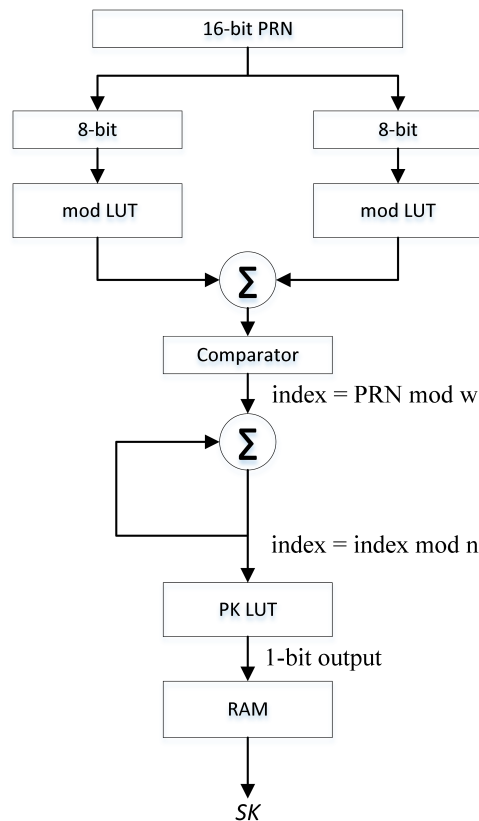 16-bit PRN
8-bit
8-bit
mod LUT
mod LUT
Σ
Comparator
index = PRN mod w
Σ
index = index mod n
PK LUT
1-bit output
RAM
SK